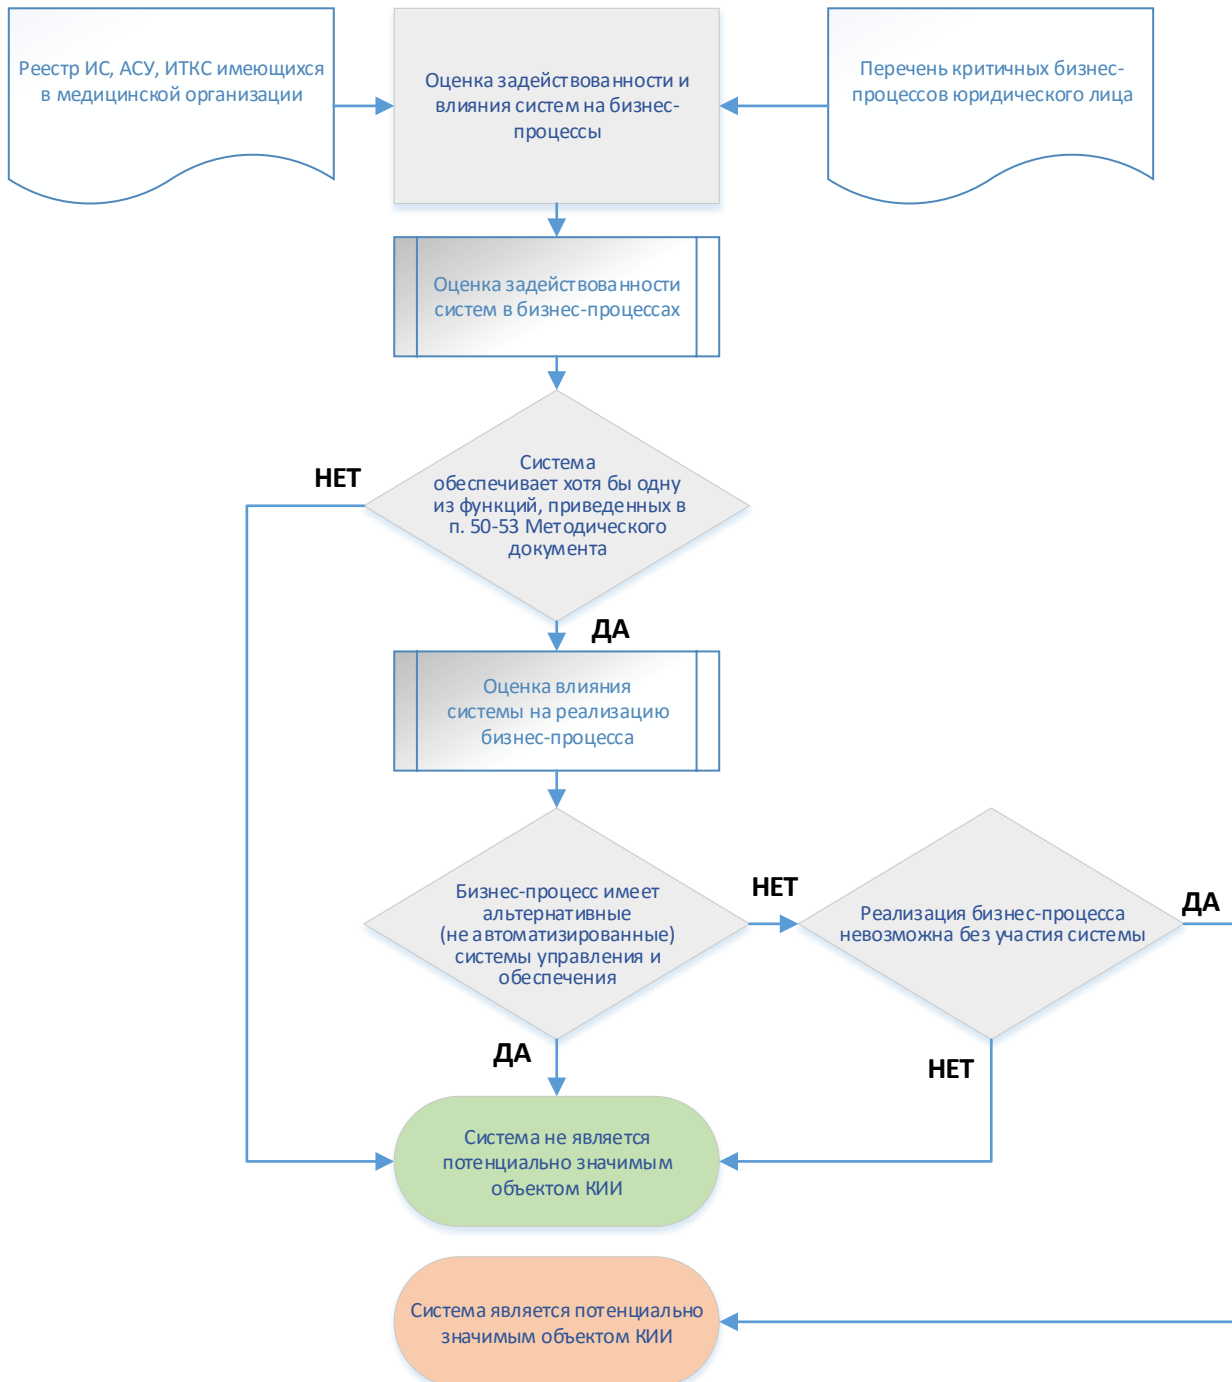 Реестр ИС, АСУ, ИТКС имеющихся
в медицинской организации
Оценка задействованности и
влияния систем на бизнес-
процессы
Перечень критичных бизнес-
процессов юридического лица
Оценка задействованности
систем в бизнес-процессах
НЕТ
Система
обеспечивает хотя бы одну
из функций, приведенных в
п. 50-53 Методического
документа
ДА
Оценка влияния
системы на реализацию
бизнес-процесса
Бизнес-процесс имеет
альтернативные
(не автоматизированные)
системы управления и
обеспечения
НЕТ
Реализация бизнес-процесса
невозможна без участия системы
ДА
ДА
НЕТ
Система не является
потенциально значимым
объектом КИИ
Система является потенциально
значимым объектом КИИ